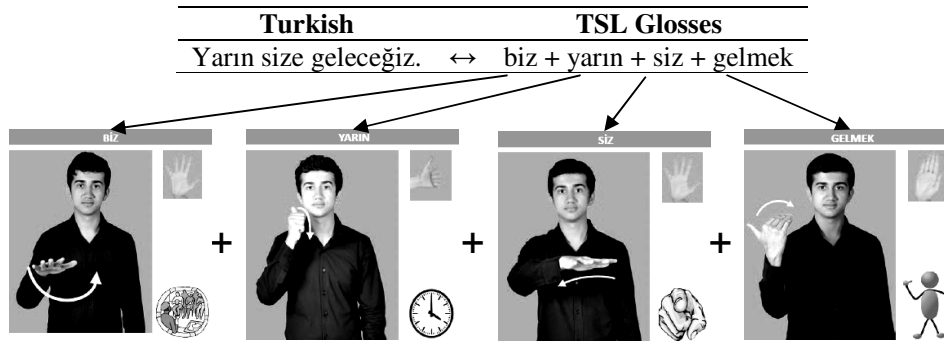 Turkish TSL Glosses
Yarın size geleceğiz. ↔ biz + yarın + siz + gelmek
BİZ YARIN SİZ GELMEK
+ + +